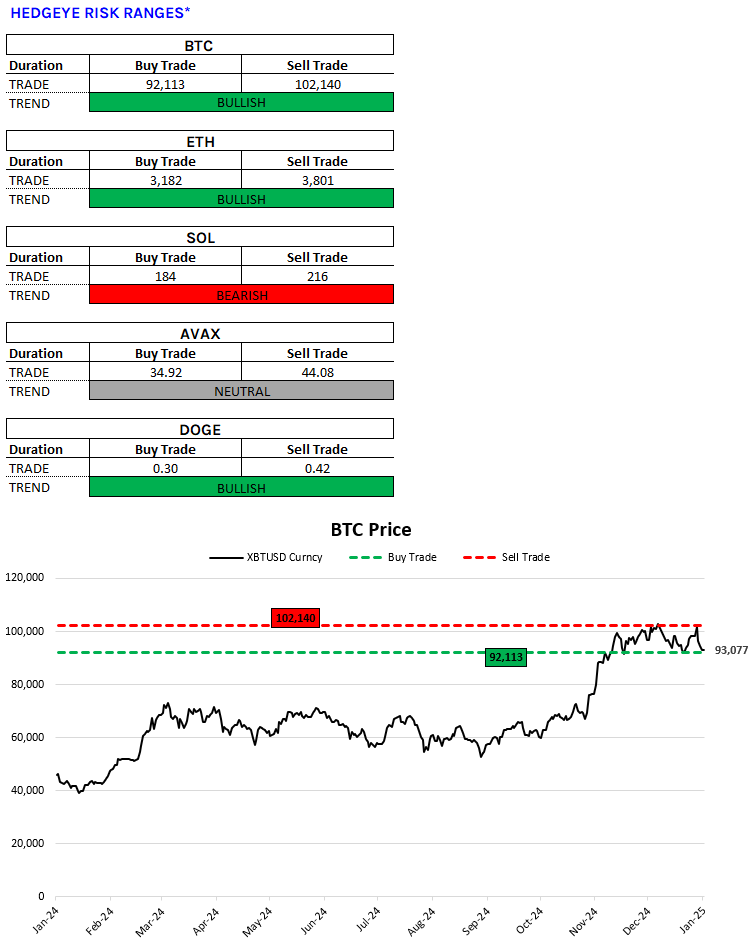 HEDGEYE RISK RANGES*
BTC
Duration Buy Trade Sell Trade
TRADE 92,113 102,140
TREND BULLISH
ETH
Duration Buy Trade Sell Trade
TRADE 3,182 3,801
TREND BULLISH
SOL
Duration Buy Trade Sell Trade
TRADE 184 216
TREND BEARISH
AVAX
Duration Buy Trade Sell Trade
TRADE 34.92 44.08
TREND NEUTRAL
DOGE
Duration Buy Trade Sell Trade
TRADE 0.30 0.42
TREND BULLISH
BTC Price
XBTUSD Curncy Buy Trade Sell Trade
120,000
102,140
100,000
92,113
93,077
80,000
60,000
40,000
20,000
0
Jan-24 Feb-24 Mar-24 Apr-24 May-24 Jun-24 Jul-24 Aug-24 Sep-24 Oct-24 Nov-24 Dec-24 Jan-25